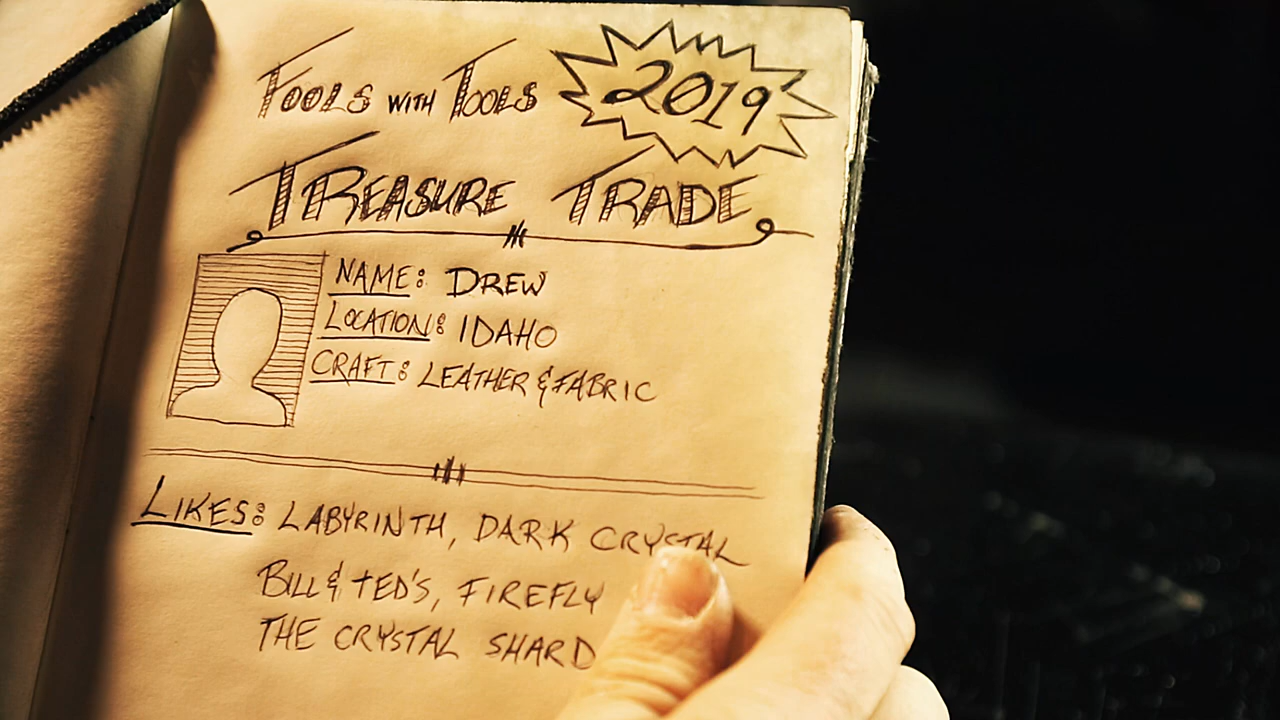 FOOLS WITH TOOLS
2019
TREASURE TRADE
NAME: DREW
LOCATION: IDAHO
CRAFT: LEATHER & FABRIC
LIKES: LABYRINTH, DARK CRYSTAL
BILL & TED'S, FIREFLY
THE CRYSTAL SHARD